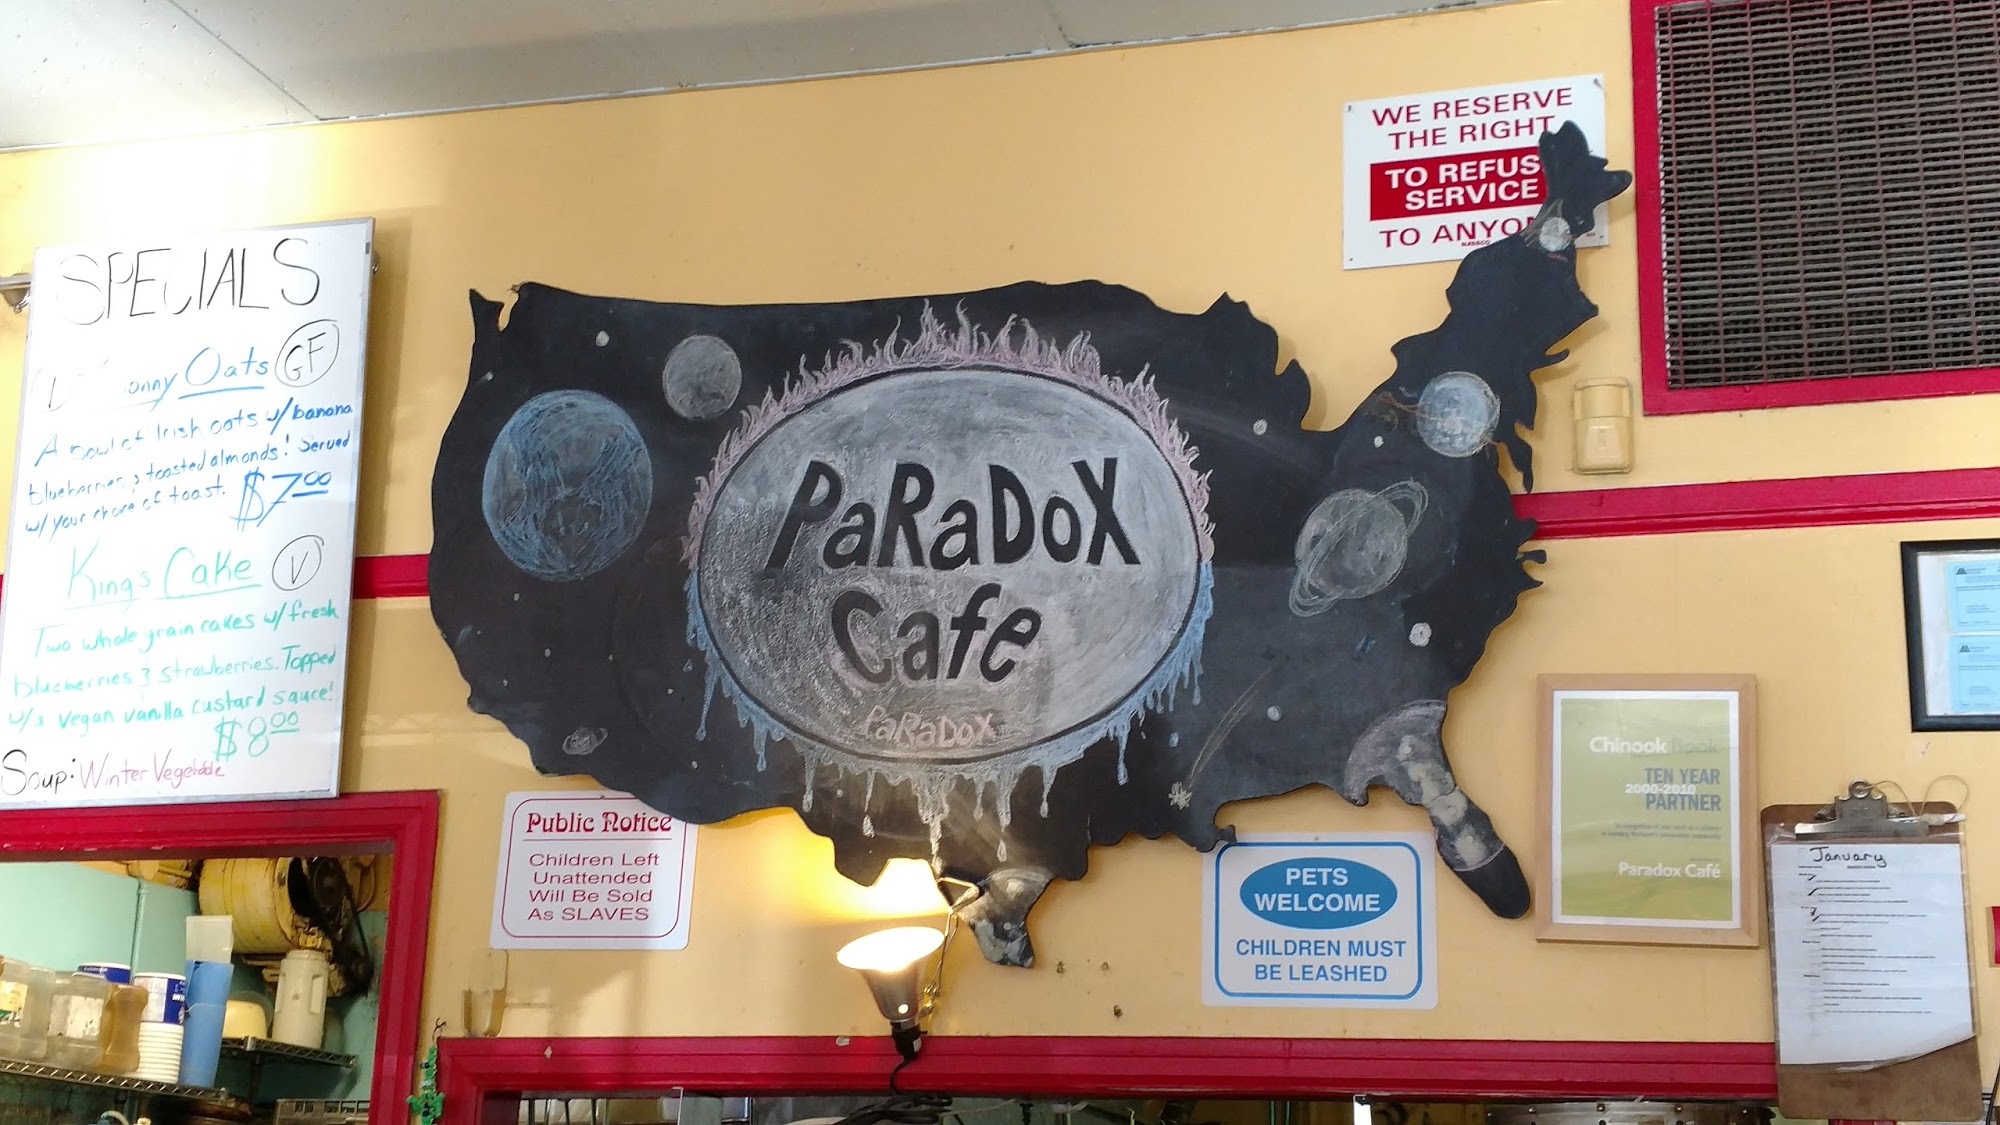 SPECIALS
Oats GF
A bowl of Irish oats w/ banana
blueberries & toasted almonds! Served
w/ your choice of toast. $7.00
Kings Cake V
Two whole grain cakes w/ fresh
blueberries & strawberries. Topped
w/ a vegan vanilla custard sauce!
$8.00
Soup: Winter Vegetable
PaRaDoX
Cafe
PaRaDoX
WE RESERVE
THE RIGHT
TO REFUS
SERVICE
TO ANYO
Public Notice
Children Left
Unattended
Will Be Sold
As SLAVES
PETS
WELCOME
CHILDREN MUST
BE LEASHED
Chinook Book
TEN YEAR
2000-2010
PARTNER
Paradox Café
January